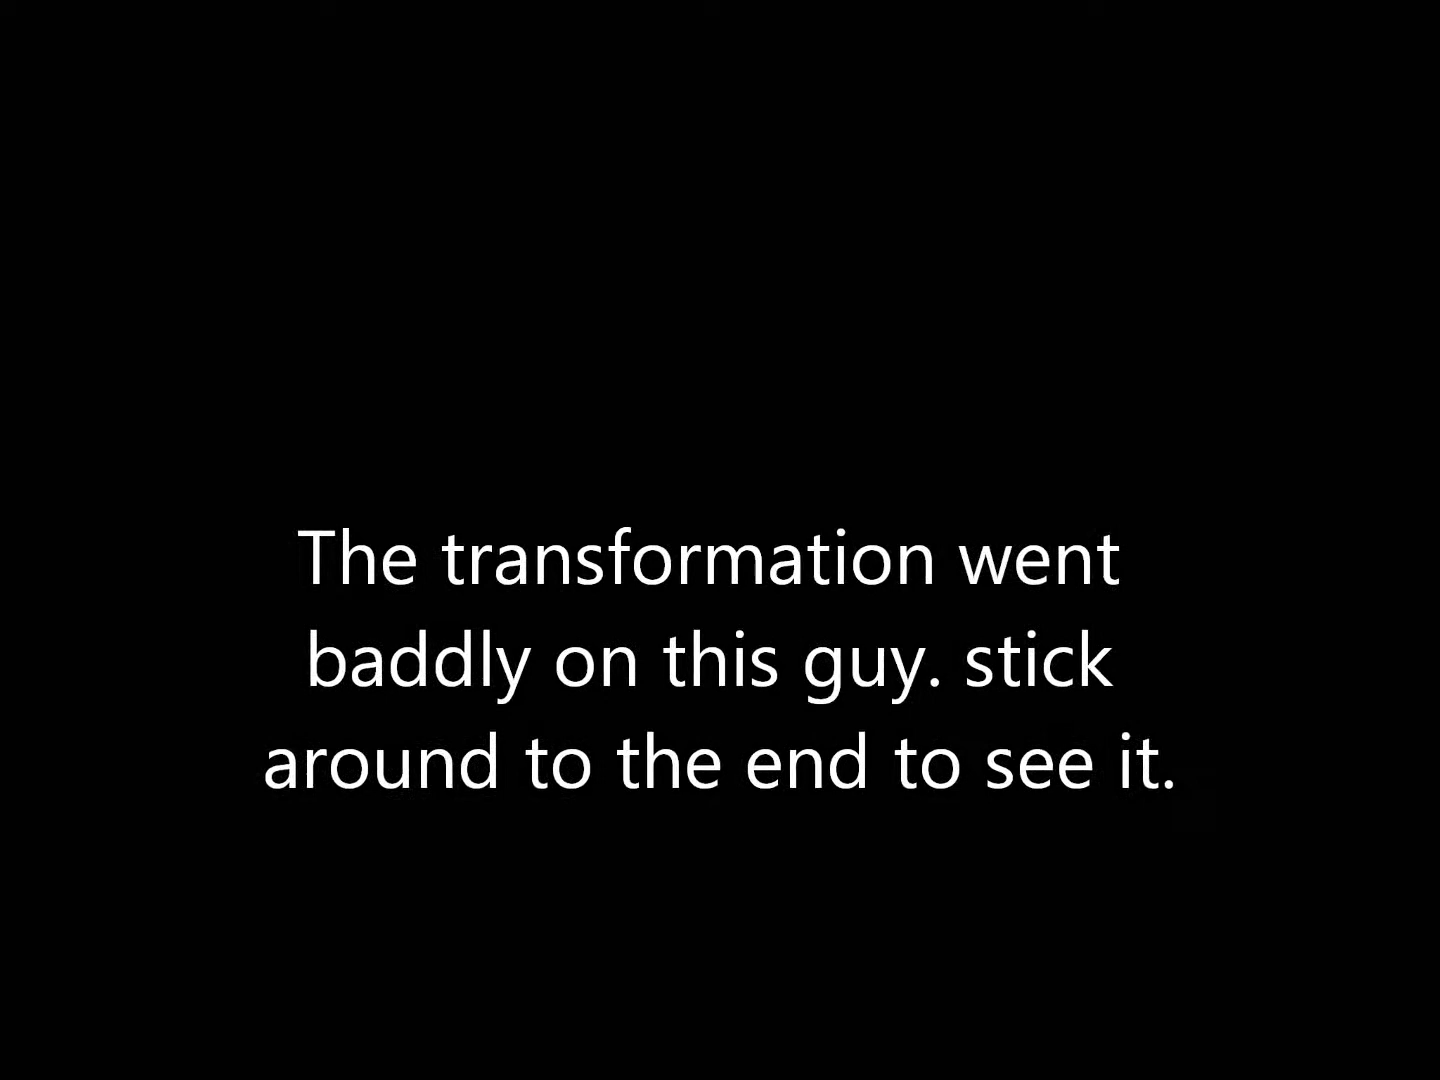 The transformation went
baddly on this guy. stick
around to the end to see it.